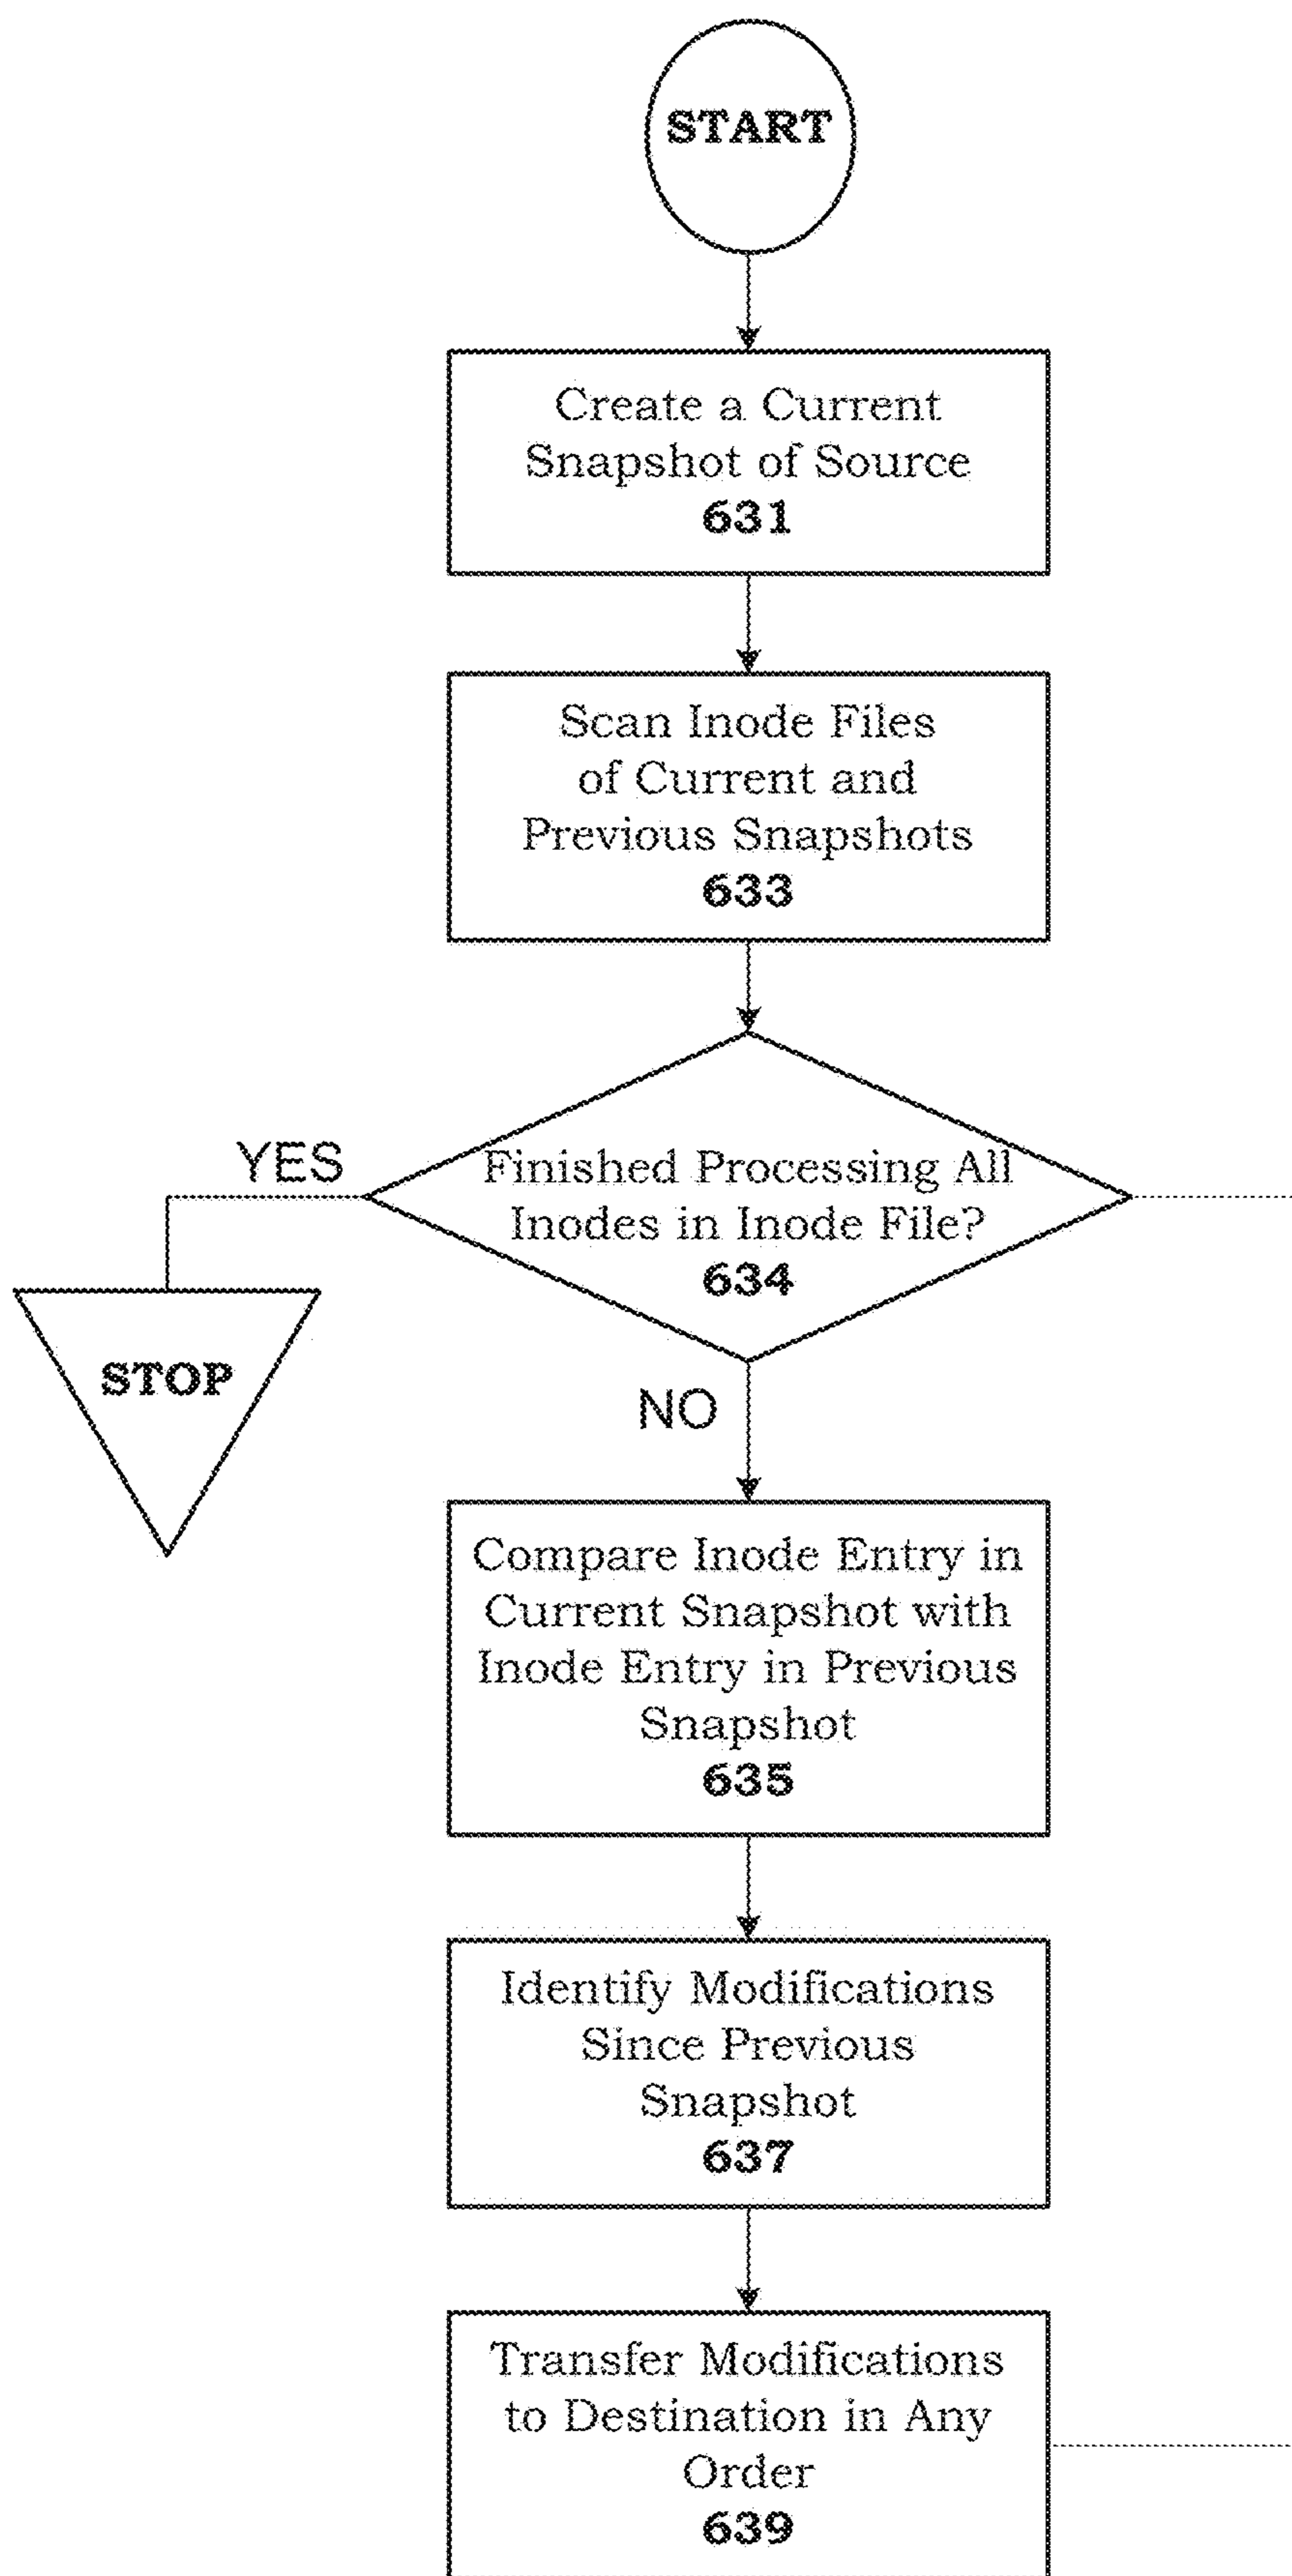 START
Create a Current
Snapshot of Source
631
Scan Inode Files
of Current and
Previous Snapshots
633
YES
Finished Processing All
Inodes in Inode File?
634
STOP
NO
Compare Inode Entry in
Current Snapshot with
Inode Entry in Previous
Snapshot
635
Identify Modifications
Since Previous
Snapshot
637
Transfer Modifications
to Destination in Any
Order
639